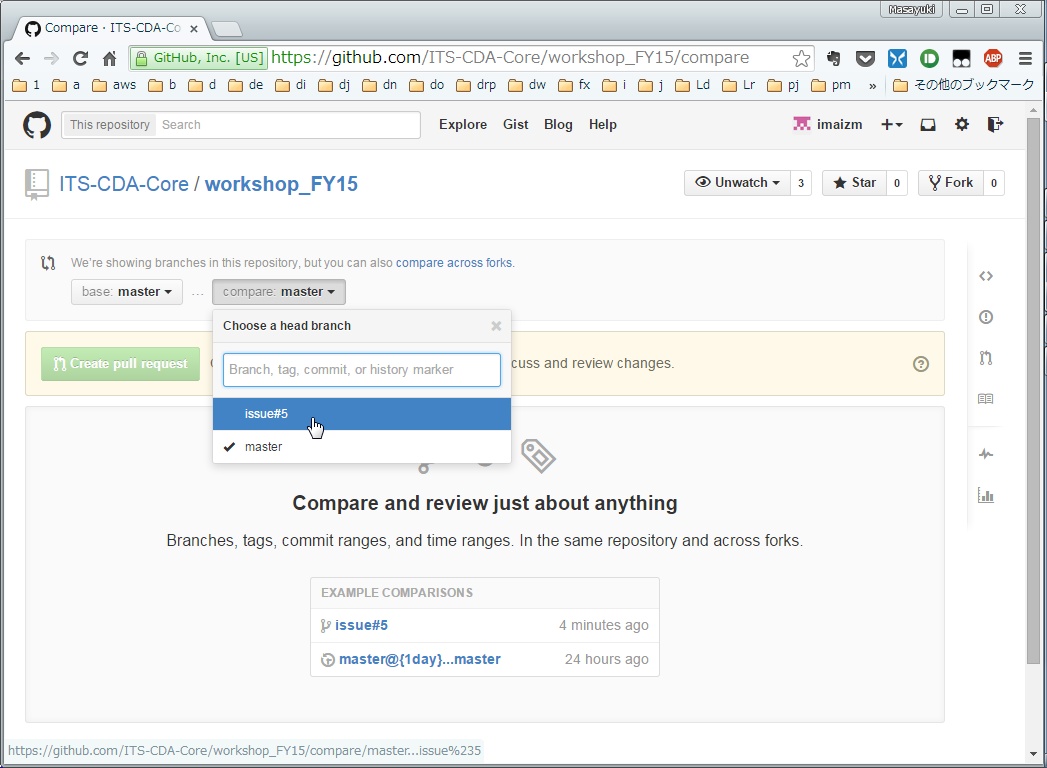 Masayuki
Compare · ITS-CDA-Co
GitHub, Inc. [US] https://github.com/ITS-CDA-Core/workshop_FY15/compare
ABP
1 a aws b d de di dj dn do drp dw fx i j Ld Lr pj pm » その他のブックマーク
This repository Search Explore Gist Blog Help imaizm
ITS-CDA-Core / workshop_FY15 Unwatch 3 Star 0 Fork 0
We're showing branches in this repository, but you can also compare across forks.
base: master ... compare: master
Choose a head branch
Create pull request cuss and review changes.
Branch, tag, commit, or history marker
issue#5
master
Compare and review just about anything
Branches, tags, commit ranges, and time ranges. In the same repository and across forks.
EXAMPLE COMPARISONS
issue#5 4 minutes ago
master@{1day}...master 24 hours ago
https://github.com/ITS-CDA-Core/workshop_FY15/compare/master...issue%235